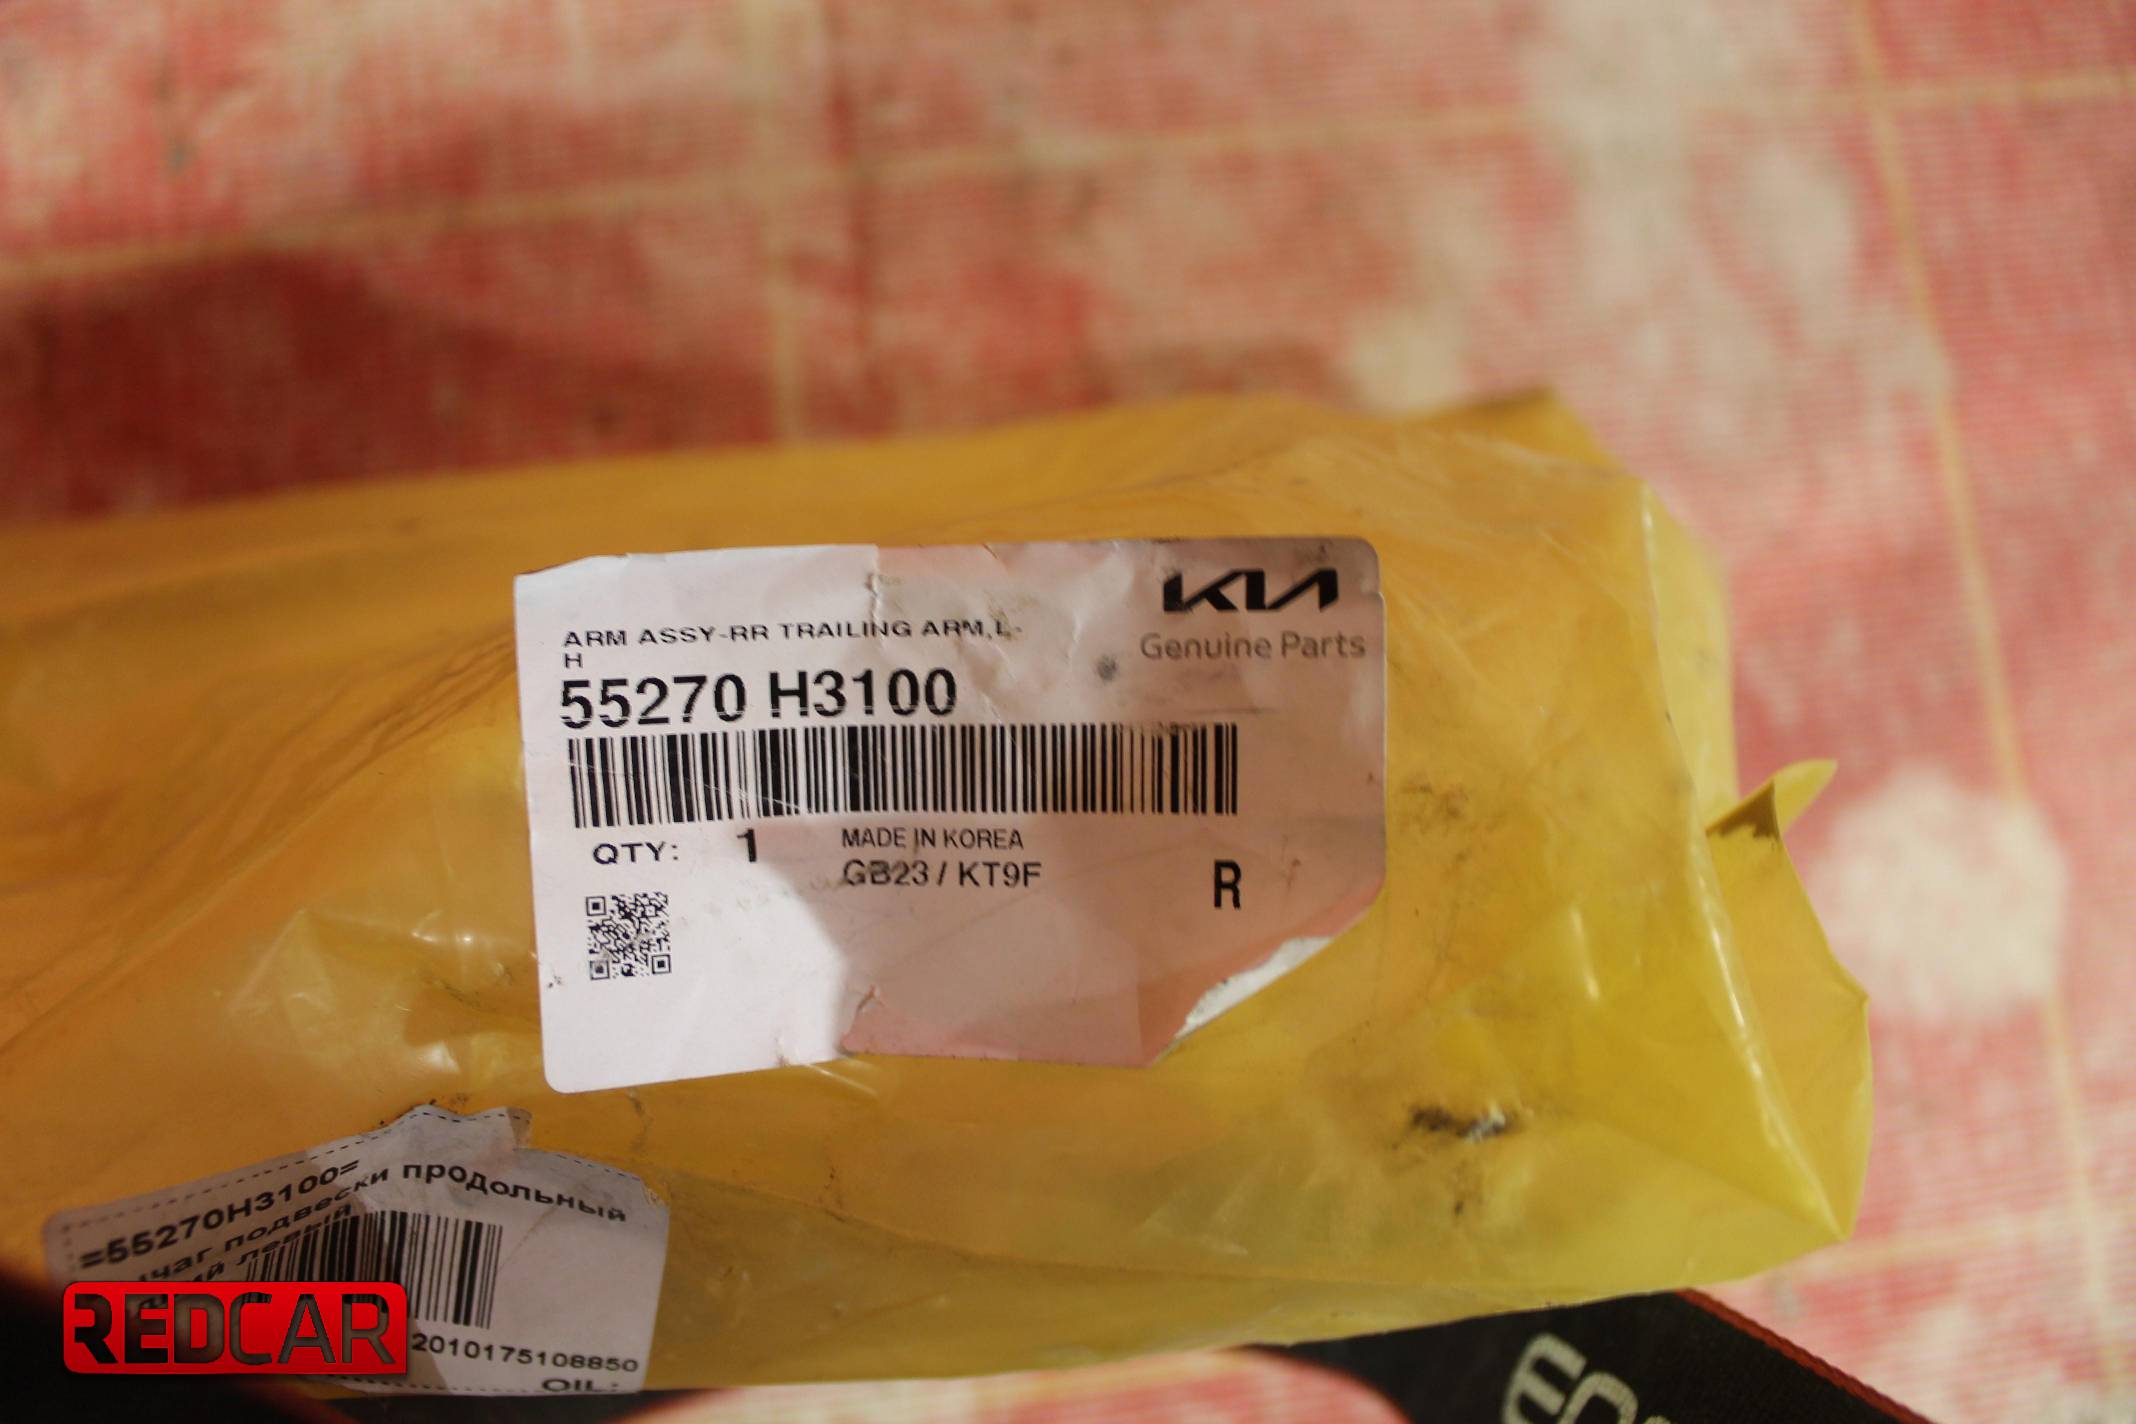 KIA
Genuine Parts
ARM ASSY-RR TRAILING ARM,L-
H
55270 H3100
QTY: 1
MADE IN KOREA
GB23 / KT9F
R
=55270H3100=
подвески продольный
левый
2010175108850
OIL:
REDCAR